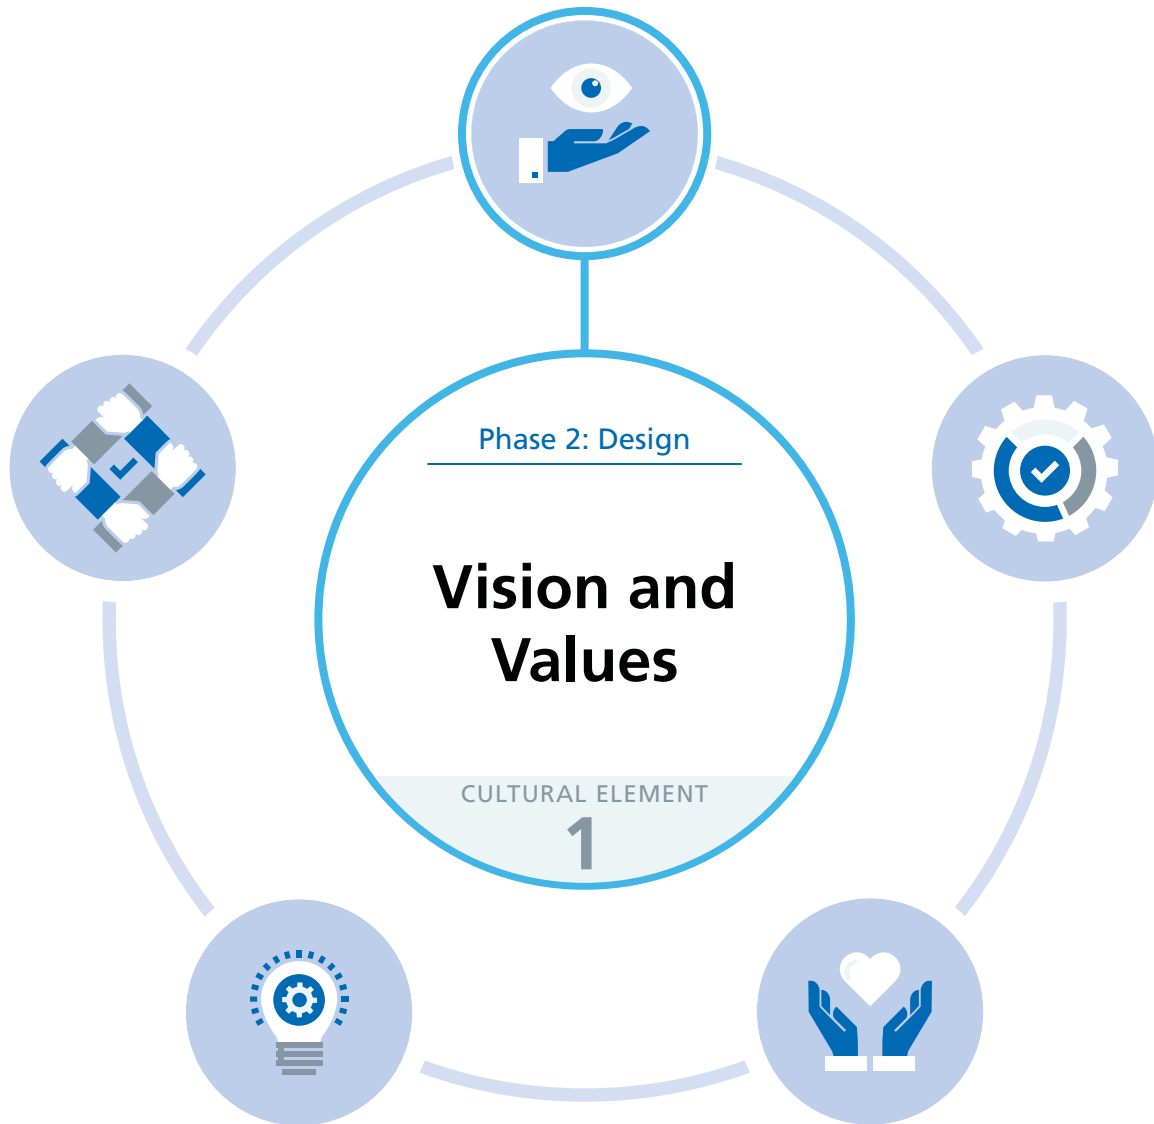 Phase 2: Design
Vision and
Values
CULTURAL ELEMENT
1